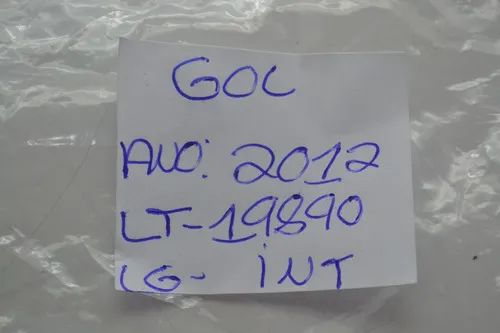 GOL
ANO: 2012
LT-19890
LG- INT